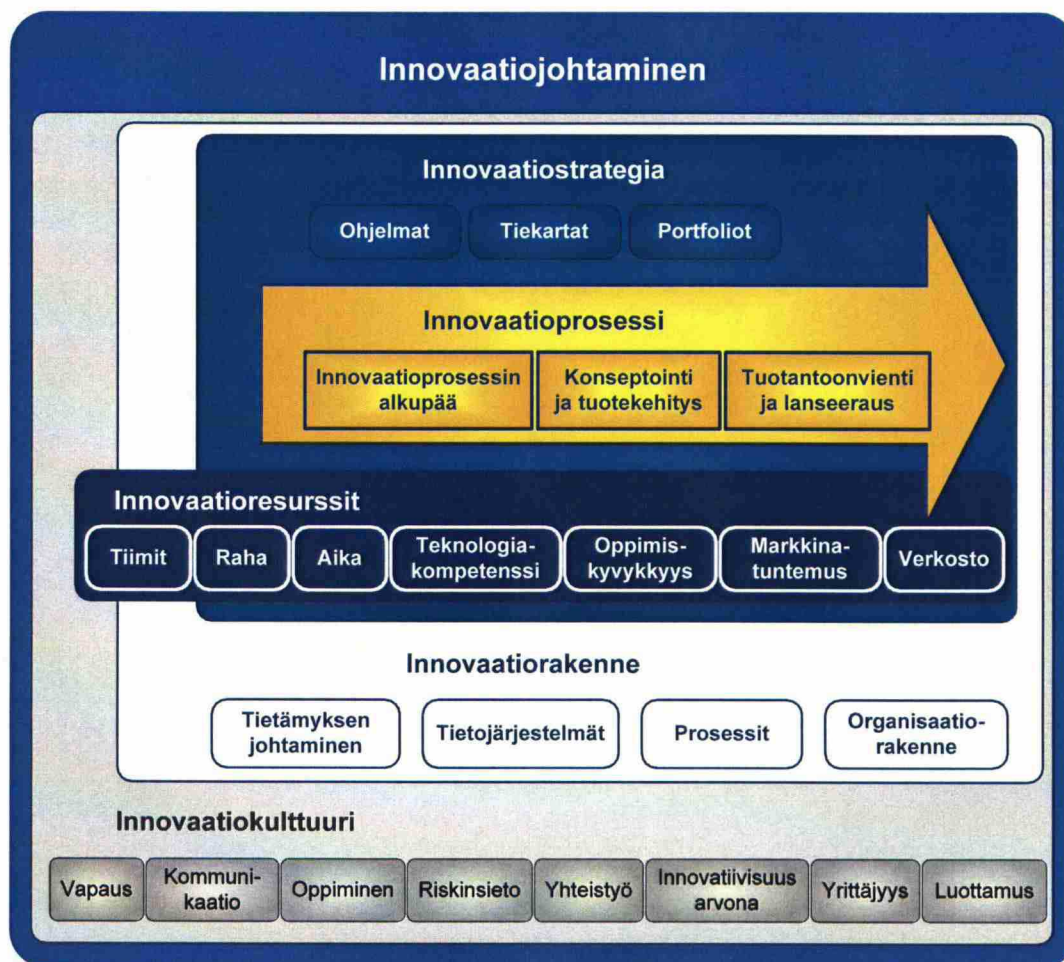 Innovaatiojohtaminen
Innovaatiostrategia
Ohjelmat
Tiekartat
Portfoliot
Innovaatioprosessi
Innovaatioprosessin
alkupää
Konseptointi
ja tuotekehitys
Tuotantoonvienti
ja lanseeraus
Innovaatioresurssit
Tiimit
Raha
Aika
Teknologia-
kompetenssi
Oppimis-
kyvykkyys
Markkina-
tuntemus
Verkosto
Innovaatiorakenne
Tietämyksen
johtaminen
Tietojärjestelmät
Prosessit
Organisaatio-
rakenne
Innovaatiokulttuuri
Vapaus
Kommuni-
kaatio
Oppiminen
Riskinsieto
Yhteistyö
Innovatiivisuus
arvona
Yrittäjyys
Luottamus